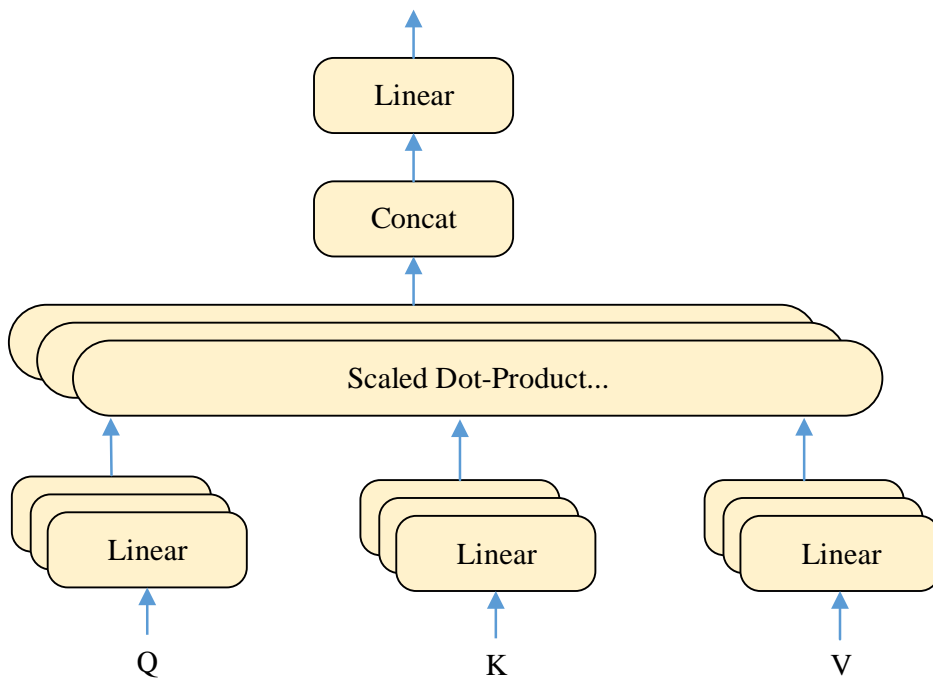 Linear
Concat
Scaled Dot-Product...
Linear
Linear
Linear
Q
K
V